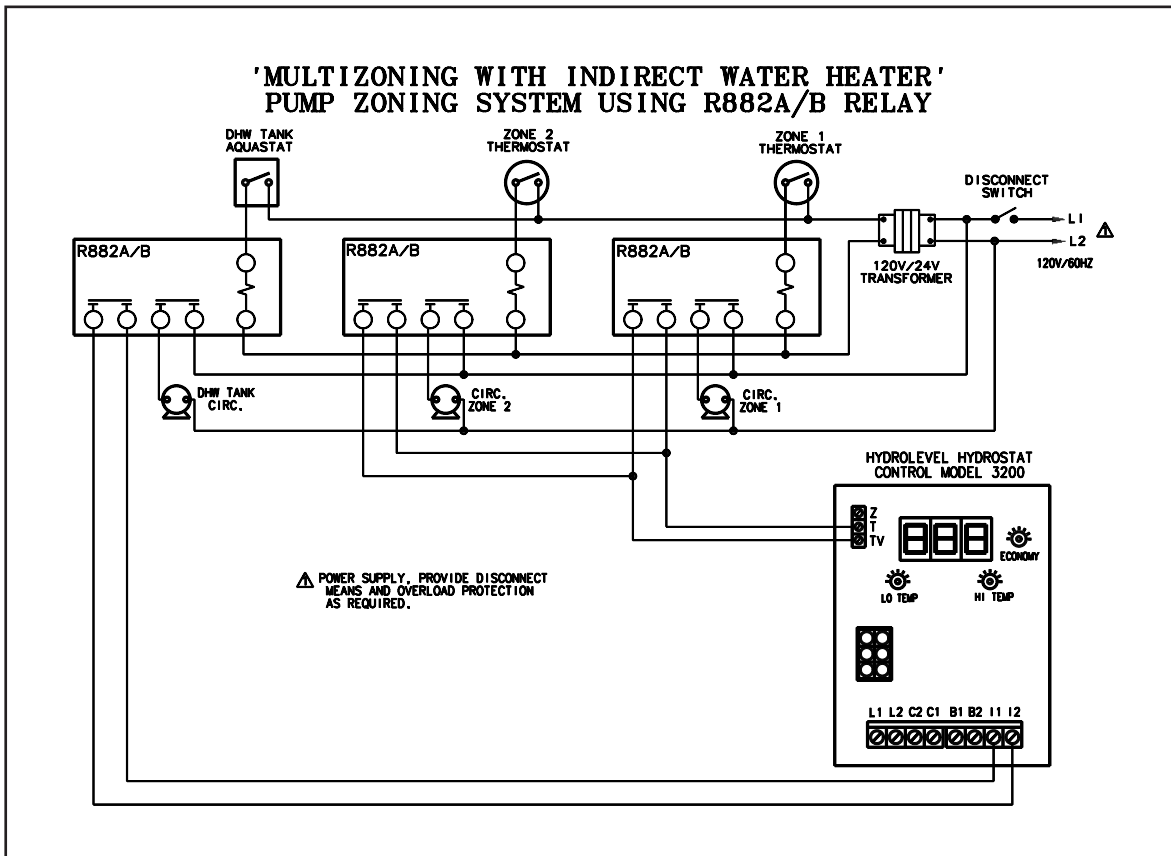 'MULTIZONING WITH INDIRECT WATER HEATER'
PUMP ZONING SYSTEM USING R882A/B RELAY
DHW TANK
AQUASTAT
ZONE 2
THERMOSTAT
ZONE 1
THERMOSTAT
DISCONNECT
SWITCH
L1
L2
120V/60HZ
120V/24V
TRANSFORMER
R882A/B
R882A/B
R882A/B
DHW TANK
CIRC.
CIRC.
ZONE 2
CIRC.
ZONE 1
HYDROLEVEL HYDROSTAT
CONTROL MODEL 3200
Z
T
TV
888
ECONOMY
LO TEMP
HI TEMP
! POWER SUPPLY, PROVIDE DISCONNECT
MEANS AND OVERLOAD PROTECTION
AS REQUIRED.
L1 L2 C2 C1 B1 B2 I1 I2